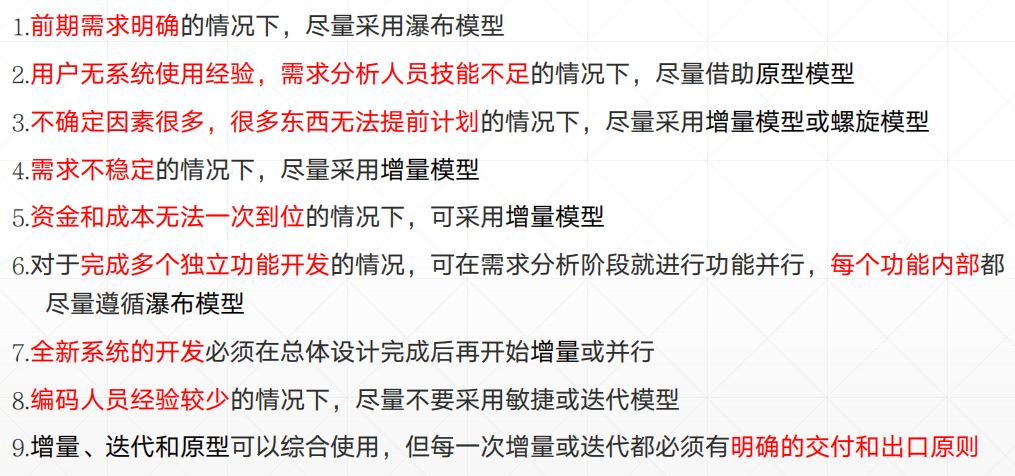 1.前期需求明确的情况下，尽量采用瀑布模型
2.用户无系统使用经验，需求分析人员技能不足的情况下，尽量借助原型模型
3.不确定因素很多，很多东西无法提前计划的情况下，尽量采用增量模型或螺旋模型
4.需求不稳定的情况下，尽量采用增量模型
5.资金和成本无法一次到位的情况下，可采用增量模型
6.对于完成多个独立功能开发的情况，可在需求分析阶段就进行功能并行，每个功能内部都
尽量遵循瀑布模型
7.全新系统的开发必须在总体设计完成后再开始增量或并行
8.编码人员经验较少的情况下，尽量不要采用敏捷或迭代模型
9.增量、迭代和原型可以综合使用，但每一次增量或迭代都必须有明确的交付和出口原则